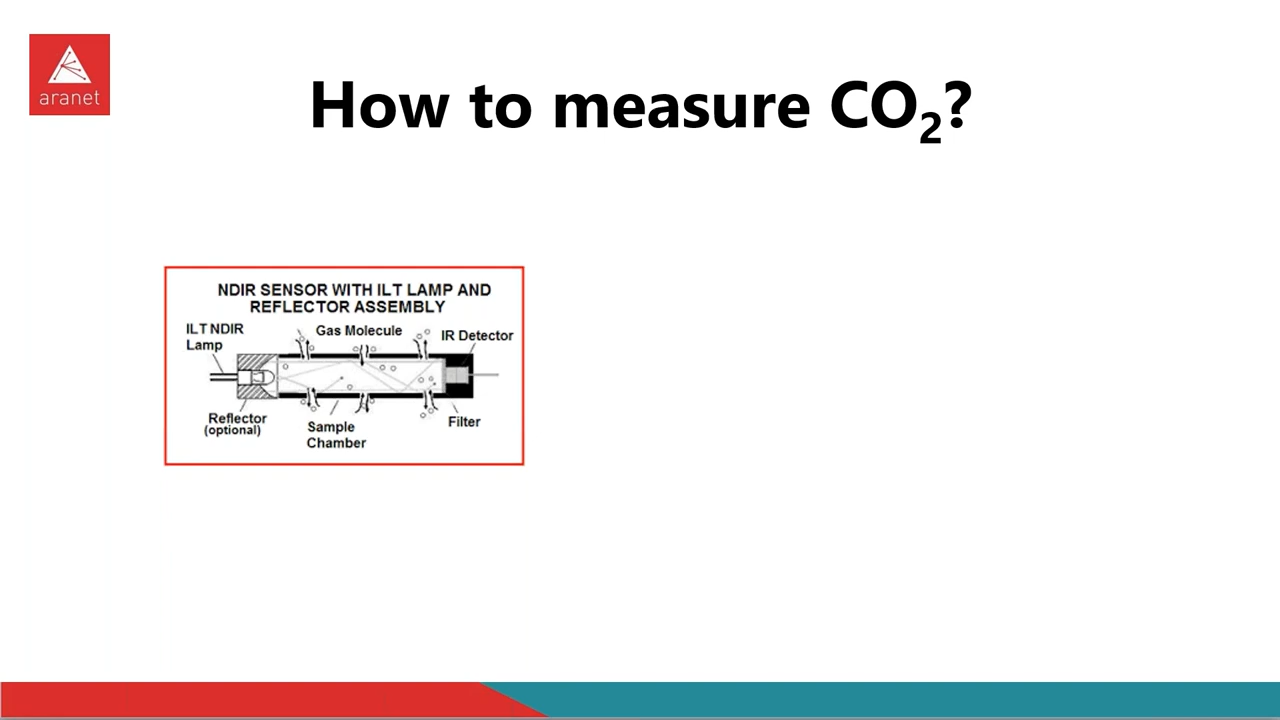 aranet
How to measure CO₂?
NDIR SENSOR WITH ILT LAMP AND
REFLECTOR ASSEMBLY
ILT NDIR
Lamp
Gas Molecule
IR Detector
Reflector
(optional)
Sample
Chamber
Filter